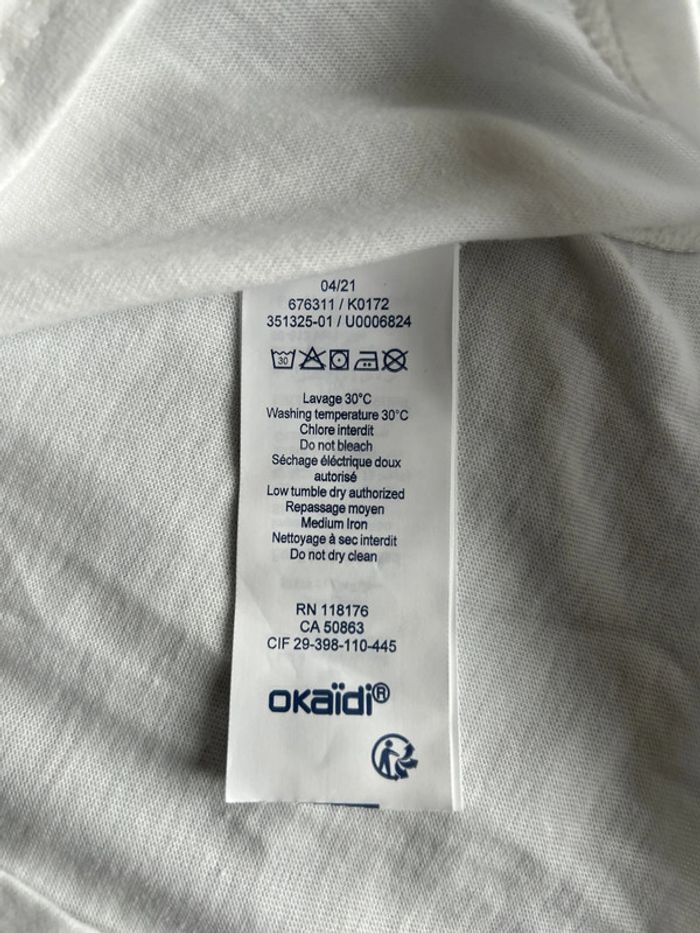 04/21
676311 / K0172
351325-01 / U0006824
30
Lavage 30°C
Washing temperature 30°C
Chlore interdit
Do not bleach
Séchage éléctrique doux
autorisé
Low tumble dry authorized
Repassage moyen
Medium Iron
Nettoyage à sec interdit
Do not dry clean
RN 118176
CA 50863
CIF 29-398-110-445
OKaïdi®